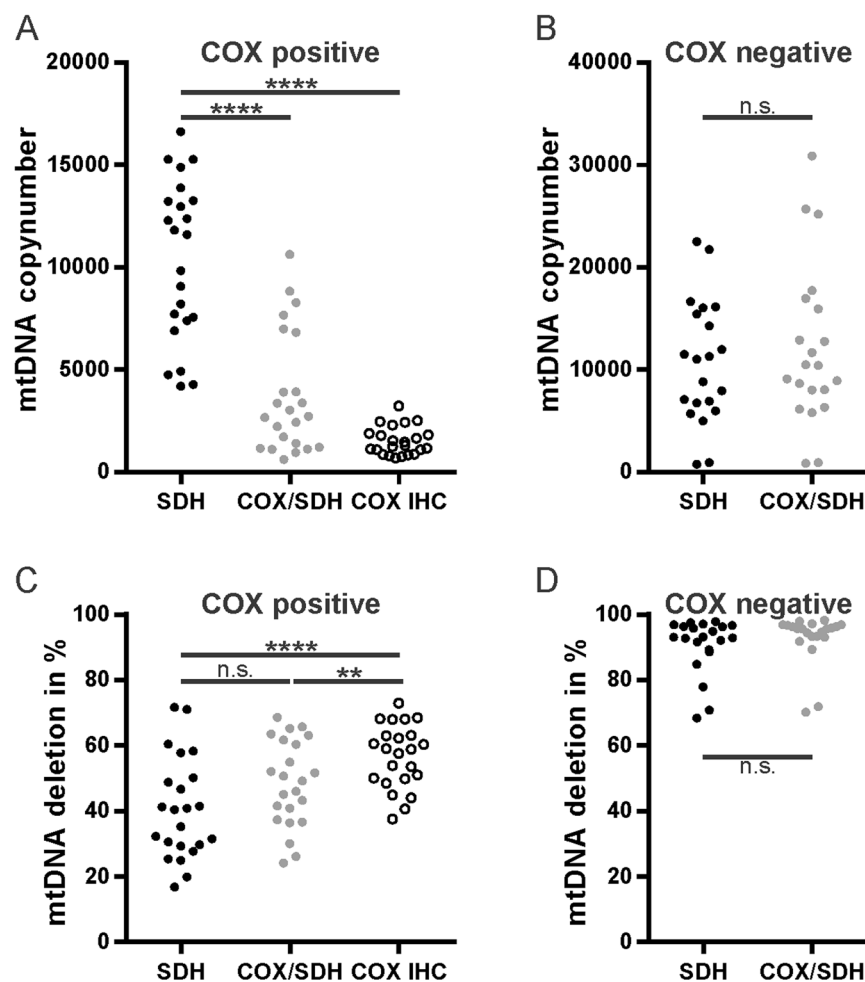 A
COX positive
20000
15000
10000
5000
0
mtDNA copynumber
****
****
SDH COX/SDH COX IHC
B
COX negative
40000
30000
20000
10000
0
mtDNA copynumber
n.s.
SDH COX/SDH
C
COX positive
100
80
60
40
20
0
mtDNA deletion in %
****
n.s. **
SDH COX/SDH COX IHC
D
COX negative
100
80
60
40
20
0
mtDNA deletion in %
n.s.
SDH COX/SDH